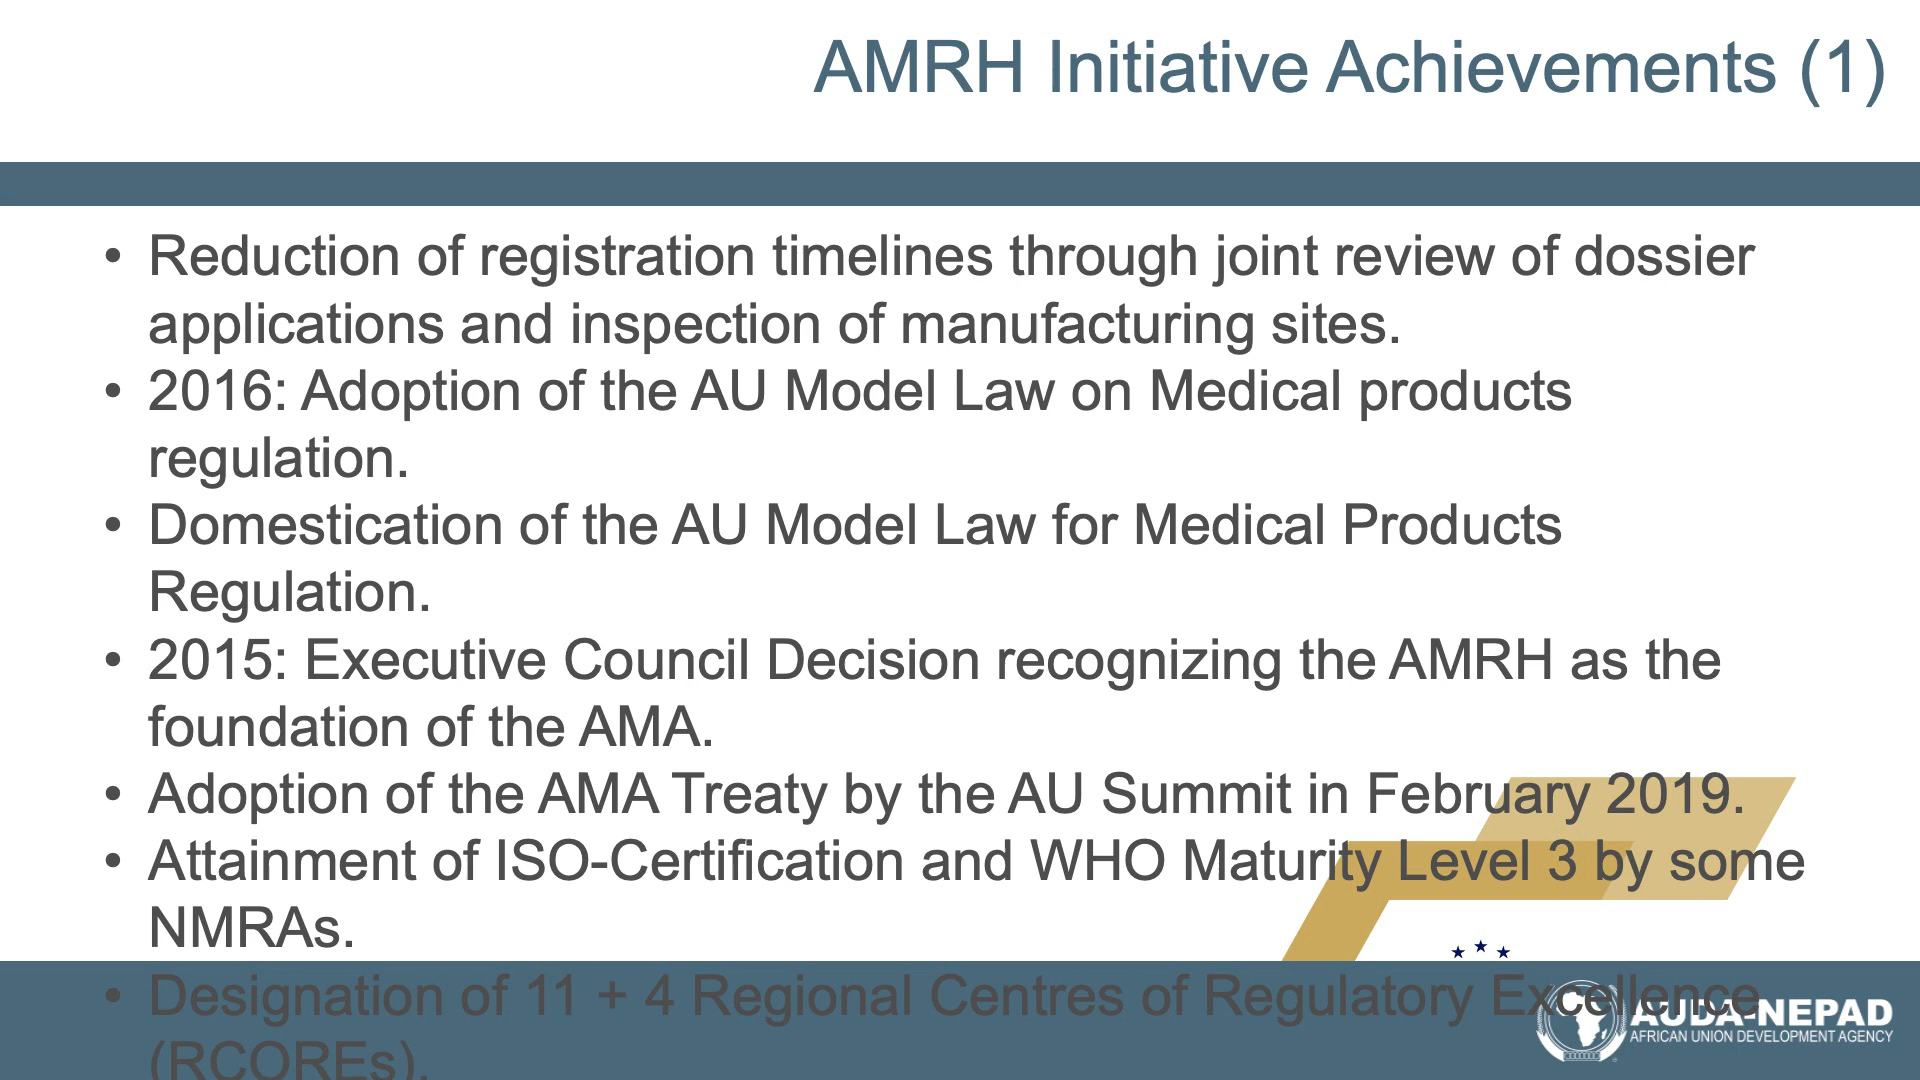 AMRH Initiative Achievements (1)
• Reduction of registration timelines through joint review of dossier
applications and inspection of manufacturing sites.
• 2016: Adoption of the AU Model Law on Medical products
regulation.
• Domestication of the AU Model Law for Medical Products
Regulation.
• 2015: Executive Council Decision recognizing the AMRH as the
foundation of the AMA.
• Adoption of the AMA Treaty by the AU Summit in February 2019.
• Attainment of ISO-Certification and WHO Maturity Level 3 by some
NMRAs.
• Designation of 11 + 4 Regional Centres of Regulatory Excellence
(RCOREs).
AUDA-NEPAD
AFRICAN UNION DEVELOPMENT AGENCY